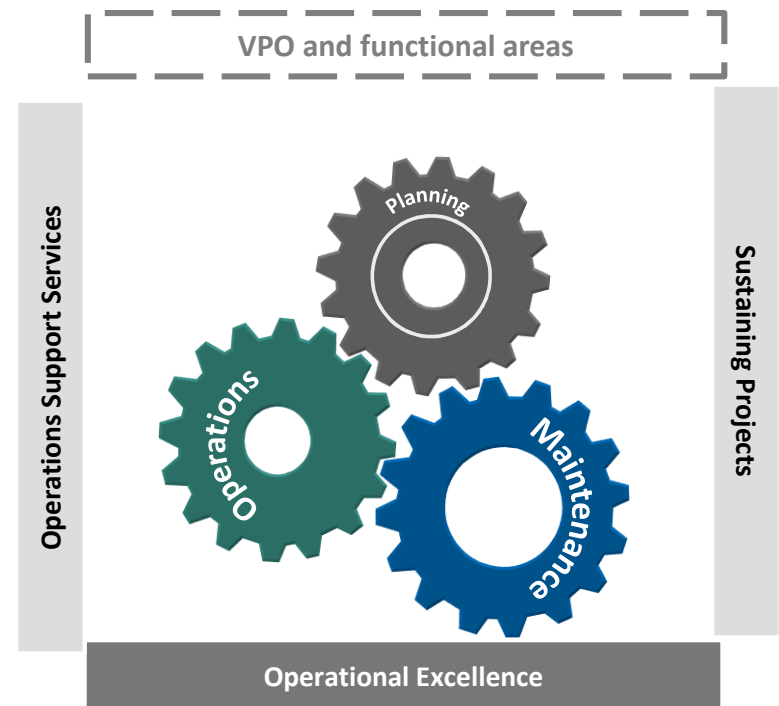 VPO and functional areas
Operations Support Services
Planning
Operations
Maintenance
Sustaining Projects
Operational Excellence